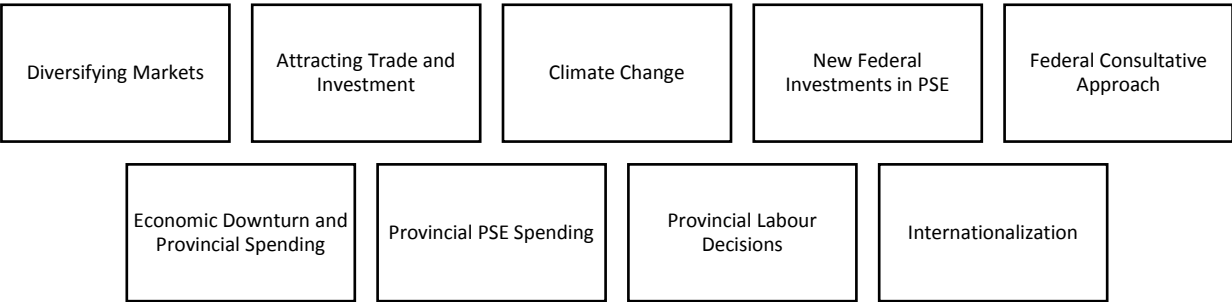 Diversifying Markets
Attracting Trade and
Investment
Climate Change
New Federal
Investments in PSE
Federal Consultative
Approach
Economic Downturn and
Provincial Spending
Provincial PSE Spending
Provincial Labour
Decisions
Internationalization